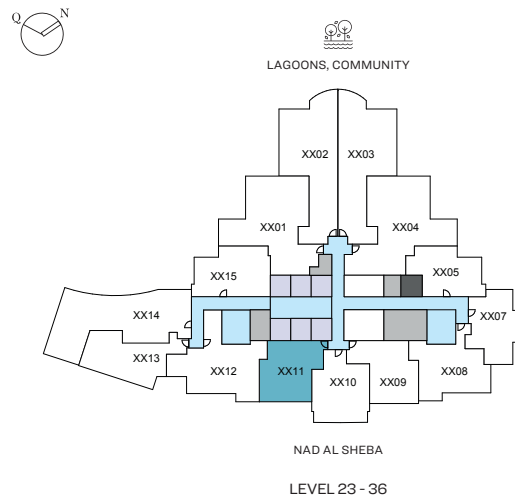 Q N
LAGOONS, COMMUNITY
XX02 XX03
XX01 XX04
XX15 XX05
XX14 XX07
XX13 XX12 XX11 XX10 XX09 XX08
NAD AL SHEBA
LEVEL 23 - 36